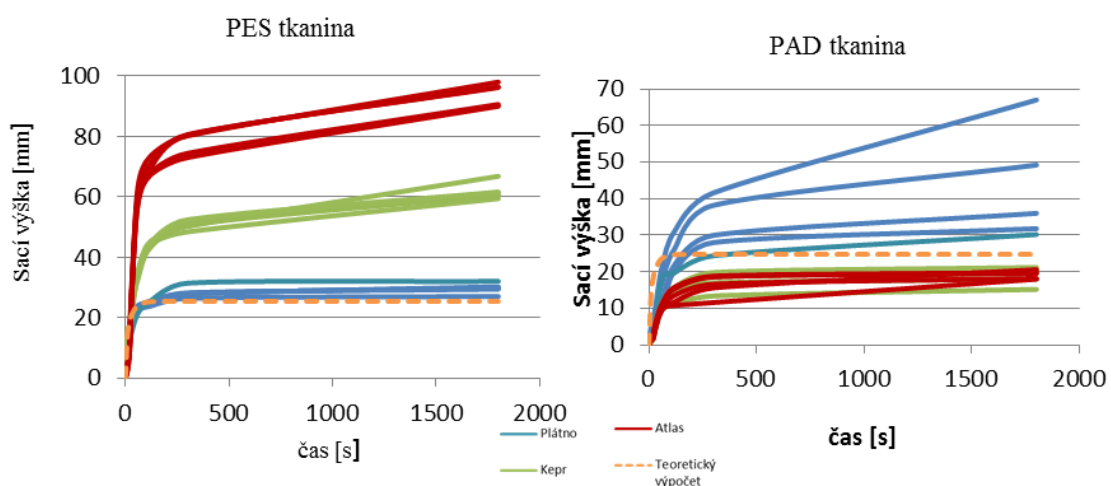 PES tkanina
Sací výška [mm]
100
80
60
40
20
0
0 500 1000 1500 2000
čas [s]
PAD tkanina
Sací výška [mm]
70
60
50
40
30
20
10
0
0 500 1000 1500 2000
čas [s]
Plátno
Atlas
Kepr
Teoretický
výpočet